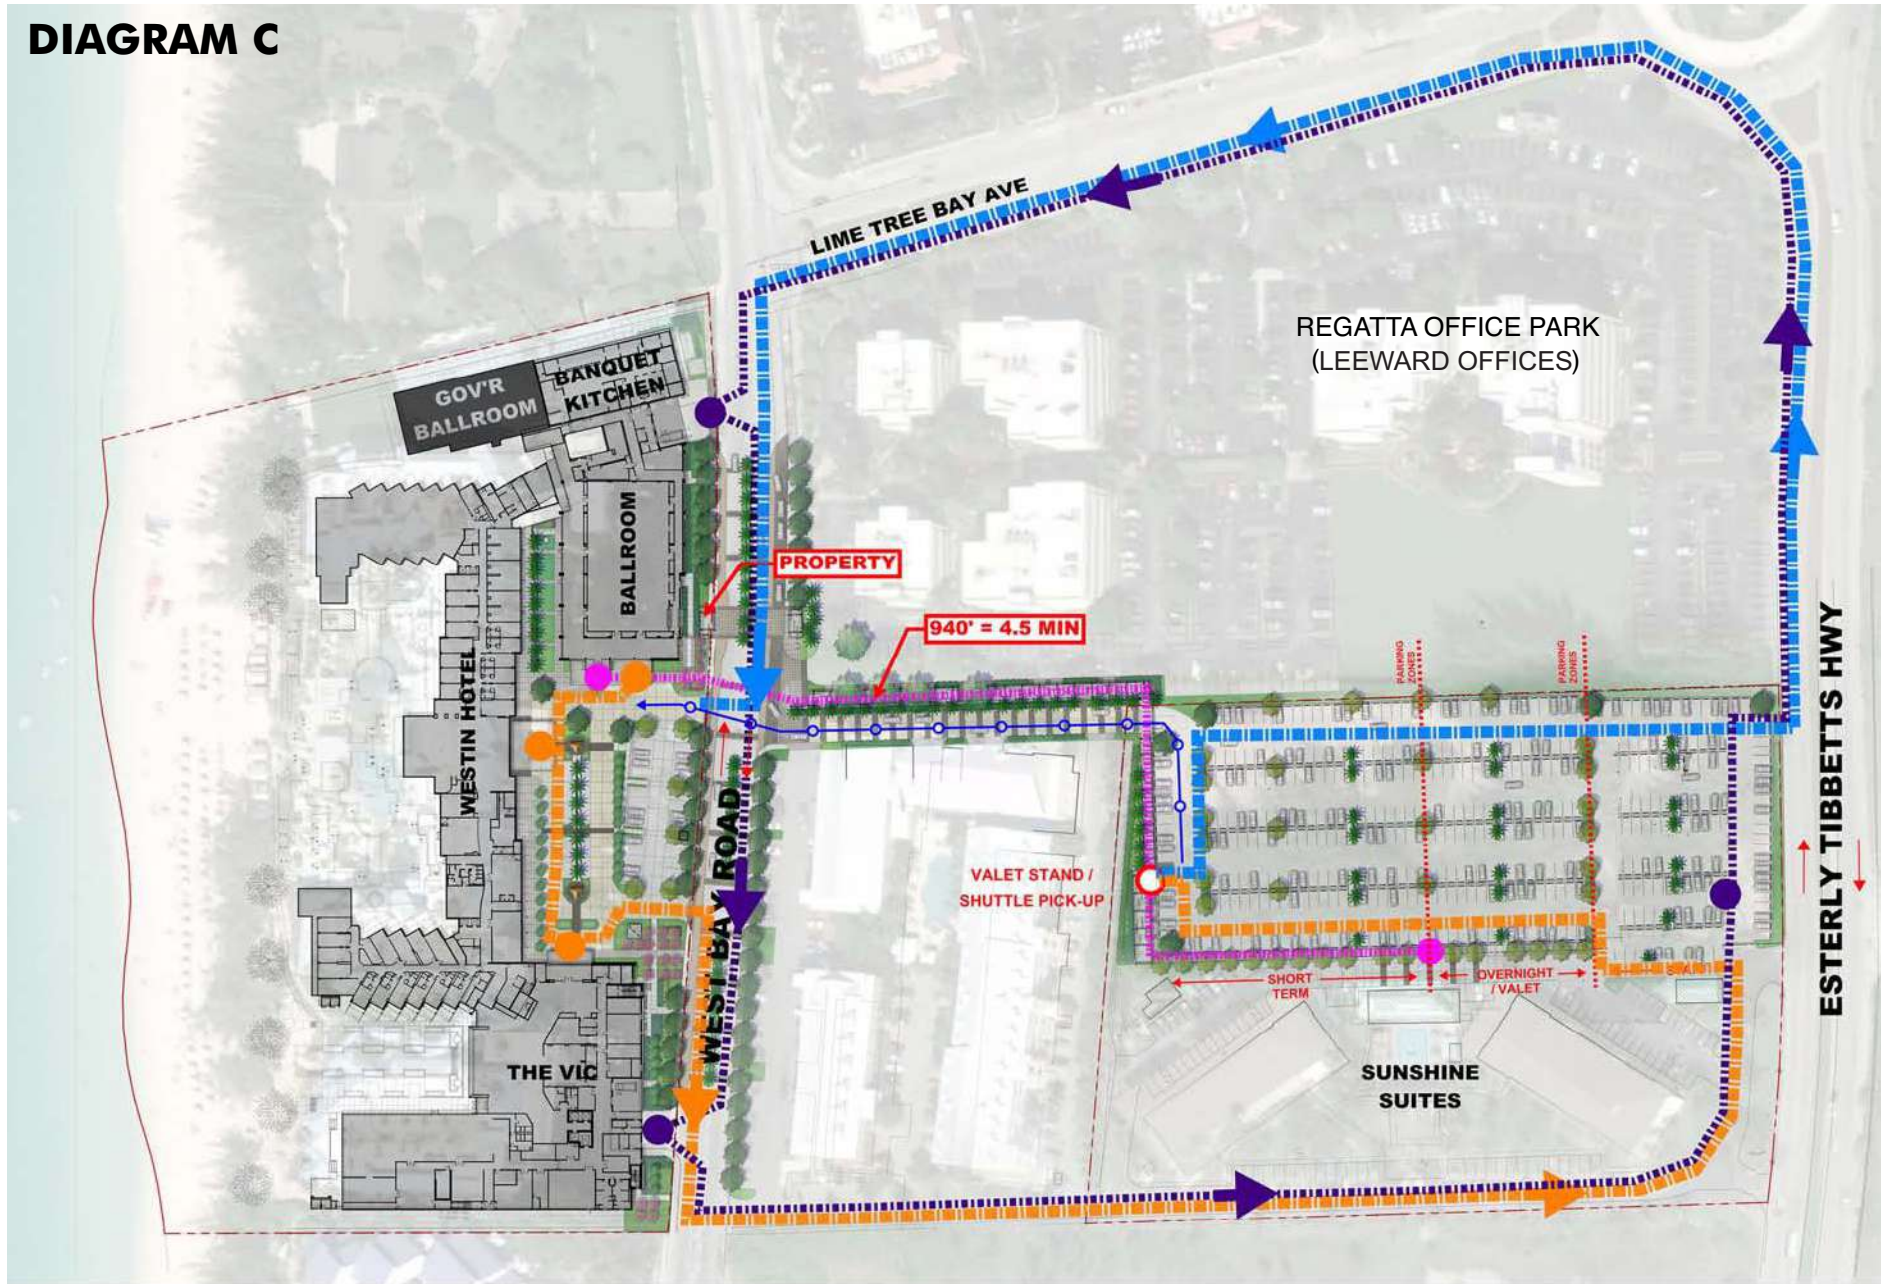 DIAGRAM C
LIME TREE BAY AVE
REGATTA OFFICE PARK
(LEEWARD OFFICES)
GOV'R
BALLROOM
BANQUET
KITCHEN
BALLROOM
PROPERTY
940' = 4.5 MIN
PARKING
ZONES
PARKING
ZONES
WESTIN HOTEL
WEST BAY ROAD
ESTERLY TIBBETTS HWY
VALET STAND /
SHUTTLE PICK-UP
SHORT
TERM
OVERNIGHT
/ VALET
THE VIC
SUNSHINE
SUITES